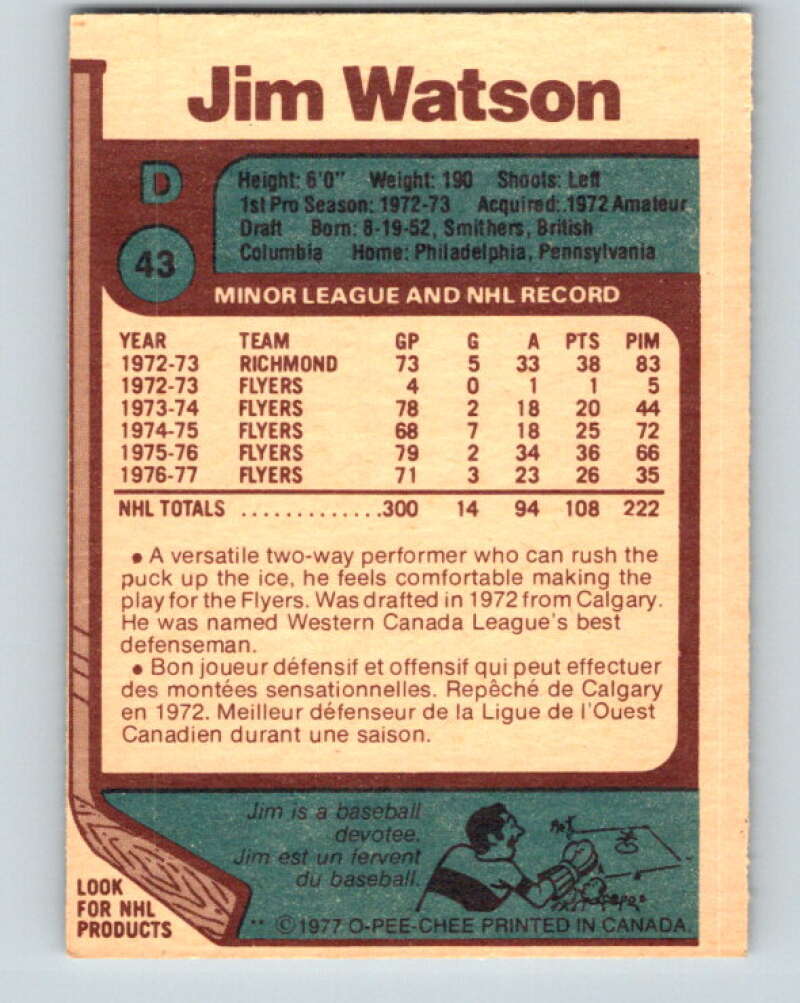 Jim Watson
D
43
Height: 6'0" Weight: 190 Shoots: Left
1st Pro Season: 1972-73 Acquired: 1972 Amateur
Draft Born: 8-19-52, Smithers, British
Columbia Home: Philadelphia, Pennsylvania
MINOR LEAGUE AND NHL RECORD
YEAR TEAM GP G A PTS PIM
1972-73 RICHMOND 73 5 33 38 83
1972-73 FLYERS 4 0 1 1 5
1973-74 FLYERS 78 2 18 20 44
1974-75 FLYERS 68 7 18 25 72
1975-76 FLYERS 79 2 34 36 66
1976-77 FLYERS 71 3 23 26 35
NHL TOTALS .............300 14 94 108 222
• A versatile two-way performer who can rush the
puck up the ice, he feels comfortable making the
play for the Flyers. Was drafted in 1972 from Calgary.
He was named Western Canada League's best
defenseman.
• Bon joueur défensif et offensif qui peut effectuer
des montées sensationnelles. Repêché de Calgary
en 1972. Meilleur défenseur de la Ligue de l'Ouest
Canadien durant une saison.
Jim is a baseball
devotee.
Jim est un fervent
du baseball.
LOOK
FOR NHL
PRODUCTS
** ©1977 O-PEE-CHEE PRINTED IN CANADA.